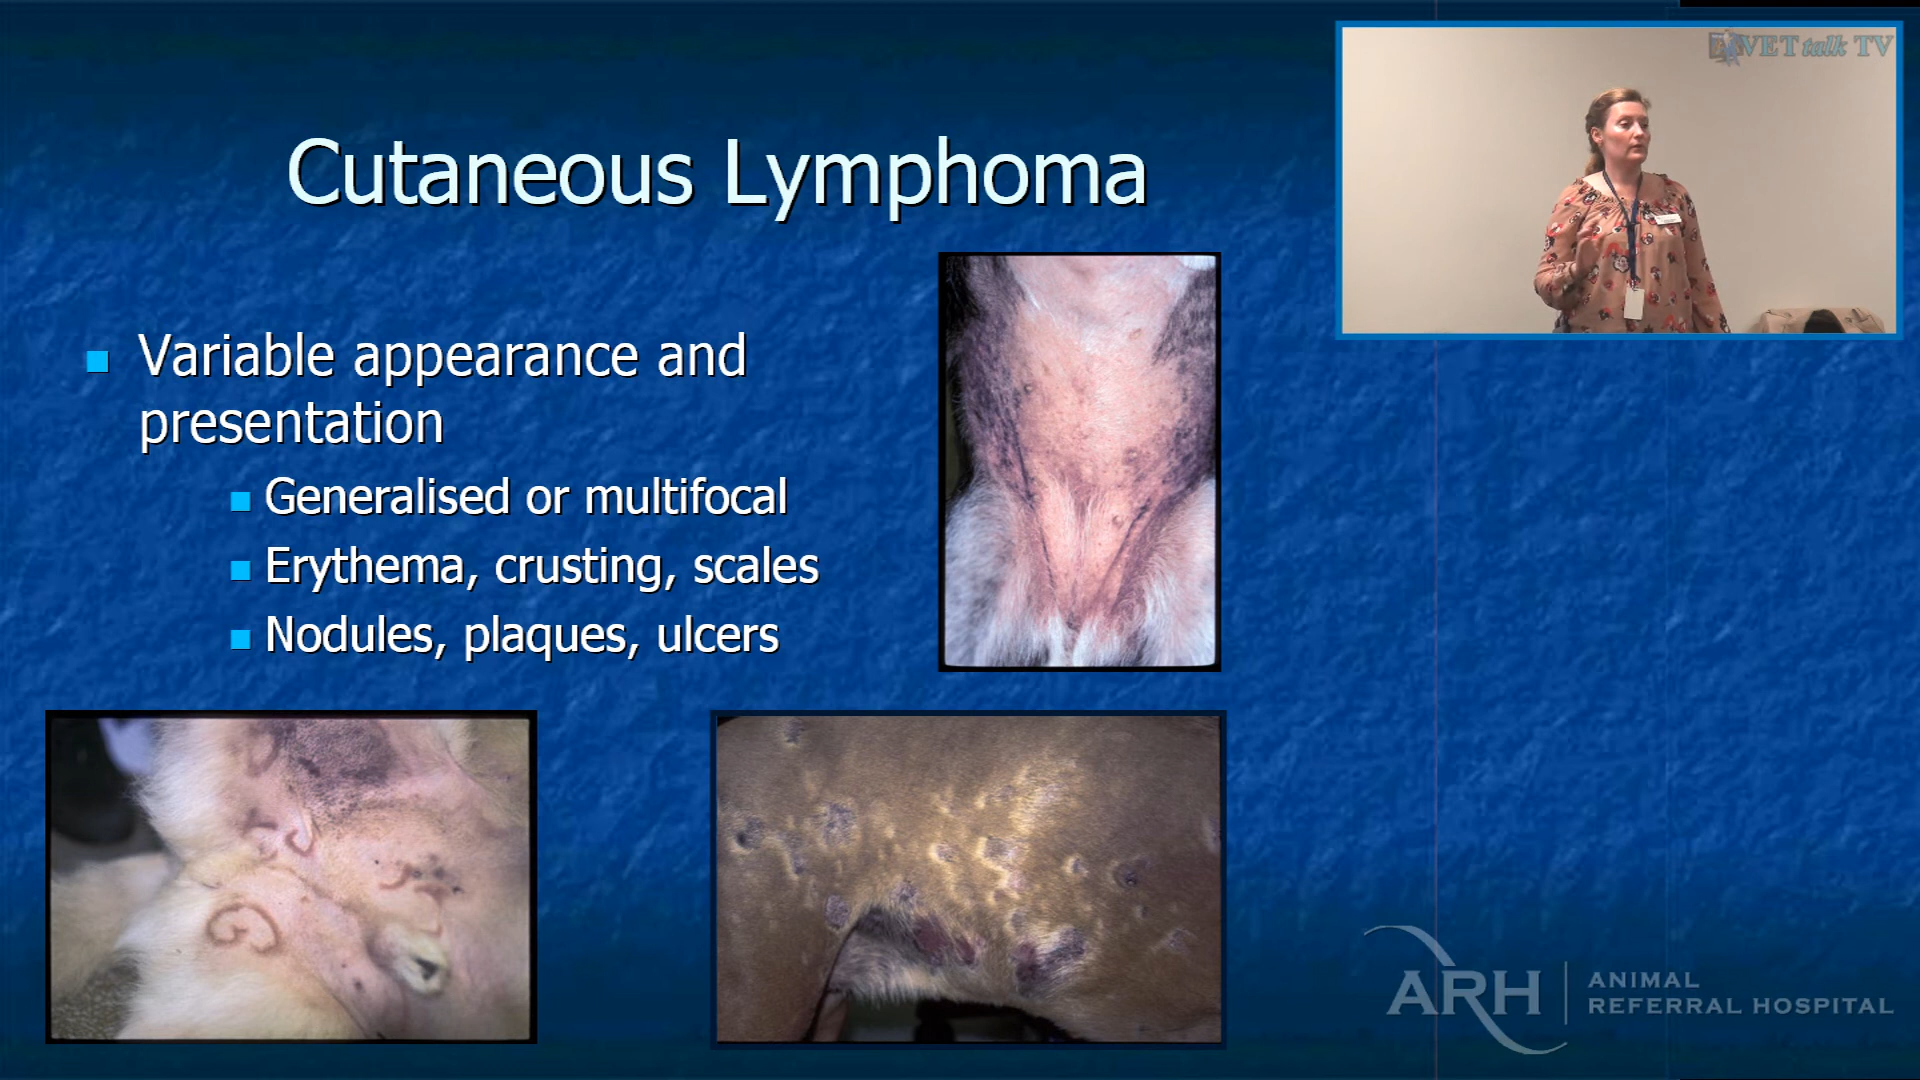 VET talk TV
Cutaneous Lymphoma
Variable appearance and
presentation
Generalised or multifocal
Erythema, crusting, scales
Nodules, plaques, ulcers
ARH
ANIMAL
REFERRAL HOSPITAL